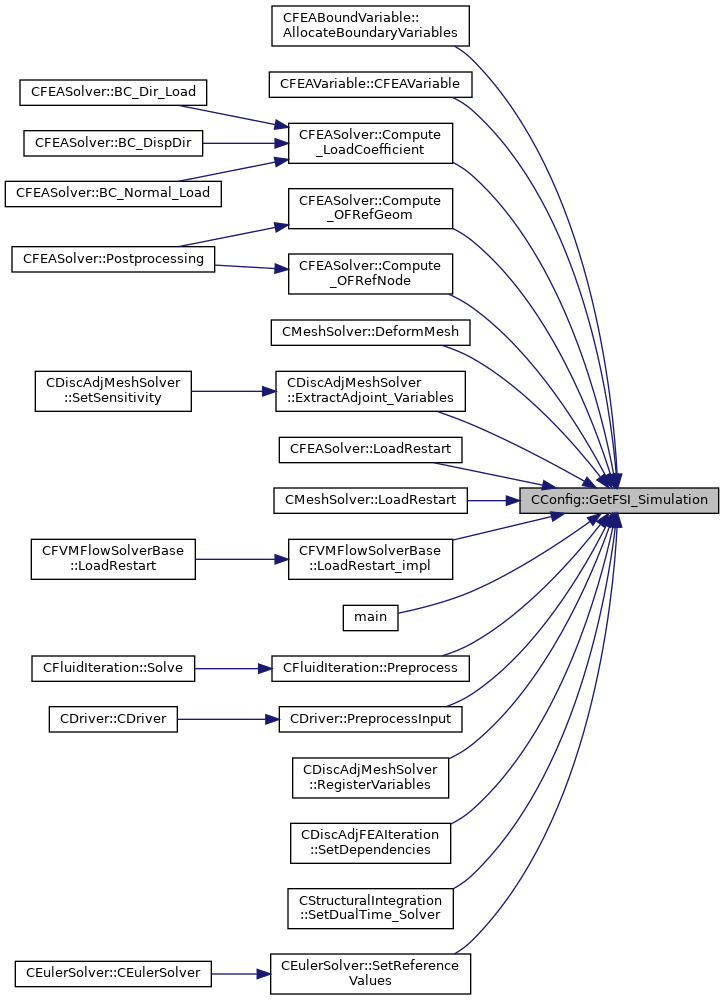 CFEABoundVariable::
AllocateBoundaryVariables
CFEAVariable::CFEAVariable
CFEASolver::BC_Dir_Load
CFEASolver::BC_DispDir
CFEASolver::BC_Normal_Load
CFEASolver::Compute
_LoadCoefficient
CFEASolver::Compute
_OFRefGeom
CFEASolver::Postprocessing
CFEASolver::Compute
_OFRefNode
CMeshSolver::DeformMesh
CDiscAdjMeshSolver
::SetSensitivity
CDiscAdjMeshSolver
::ExtractAdjoint_Variables
CFEASolver::LoadRestart
CMeshSolver::LoadRestart
CConfig::GetFSI_Simulation
CFVMFlowSolverBase
::LoadRestart
CFVMFlowSolverBase
::LoadRestart_impl
main
CFluidIteration::Solve
CFluidIteration::Preprocess
CDriver::CDriver
CDriver::PreprocessInput
CDiscAdjMeshSolver
::RegisterVariables
CDiscAdjFEAIteration
::SetDependencies
CStructuralIntegration
::SetDualTime_Solver
CEulerSolver::CEulerSolver
CEulerSolver::SetReference
Values